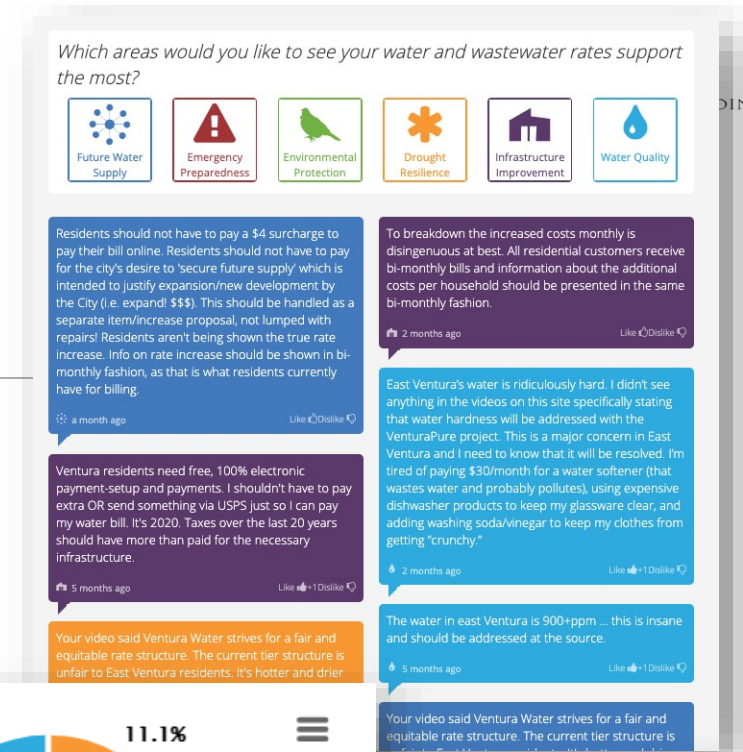 Which areas would you like to see your water and wastewater rates support
the most?
Future Water
Supply
Emergency
Preparedness
Environmental
Protection
Drought
Resilience
Infrastructure
Improvement
Water Quality
Residents should not have to pay a $4 surcharge to
pay their bill online. Residents should not have to pay
for the city's desire to 'secure future supply' which is
intended to justify expansion/new development by
the City (i.e. expand! $$$). This should be handled as a
separate item/increase proposal, not lumped with
repairs! Residents aren't being shown the true rate
increase. Info on rate increase should be shown in bi-
monthly fashion, as that is what residents currently
have for billing.
a month ago Like Dislike
Ventura residents need free, 100% electronic
payment-setup and payments. I shouldn't have to pay
extra OR send something via USPS just so I can pay
my water bill. It's 2020. Taxes over the last 20 years
should have more than paid for the necessary
infrastructure.
5 months ago Like +1 Dislike
Your video said Ventura Water strives for a fair and
equitable rate structure. The current tier structure is
unfair to East Ventura residents. It's hotter and drier
To breakdown the increased costs monthly is
disingenuous at best. All residential customers receive
bi-monthly bills and information about the additional
costs per household should be presented in the same
bi-monthly fashion.
2 months ago Like Dislike
East Ventura's water is ridiculously hard. I didn't see
anything in the videos on this site specifically stating
that water hardness will be addressed with the
VenturaPure project. This is a major concern in East
Ventura and I need to know that it will be resolved. I'm
tired of paying $30/month for a water softener (that
wastes water and probably pollutes), using expensive
dishwasher products to keep my glassware clear, and
adding washing soda/vinegar to keep my clothes from
getting "crunchy."
2 months ago Like +1 Dislike
The water in east Ventura is 900+ppm ... this is insane
and should be addressed at the source.
5 months ago Like +1 Dislike
Your video said Ventura Water strives for a fair and
equitable rate structure. The current tier structure is
11.1%